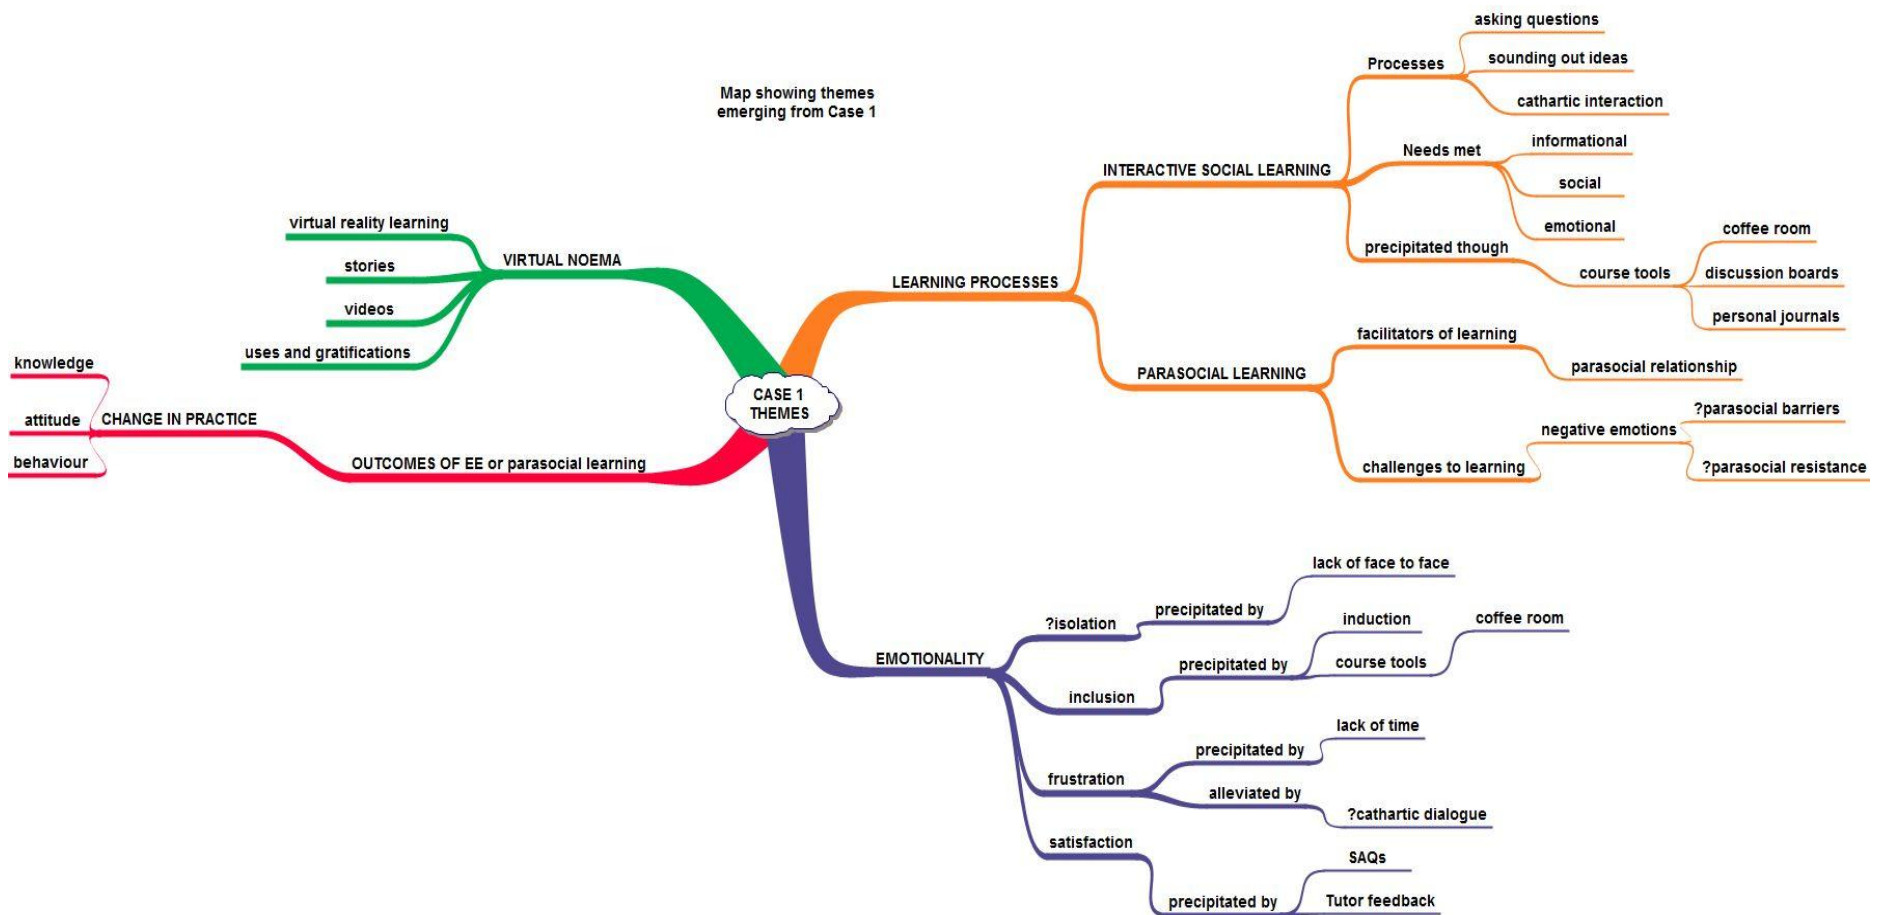 Map showing themes
emerging from Case 1
CASE 1
THEMES
VIRTUAL NOEMA
virtual reality learning
stories
videos
uses and gratifications
OUTCOMES OF EE or parasocial learning
CHANGE IN PRACTICE
knowledge
attitude
behaviour
LEARNING PROCESSES
INTERACTIVE SOCIAL LEARNING
Processes
asking questions
sounding out ideas
cathartic interaction
Needs met
informational
social
emotional
precipitated though
course tools
coffee room
discussion boards
personal journals
PARASOCIAL LEARNING
facilitators of learning
parasocial relationship
challenges to learning
negative emotions
?parasocial barriers
?parasocial resistance
EMOTIONALITY
?isolation
precipitated by
lack of face to face
inclusion
precipitated by
induction
course tools
coffee room
frustration
precipitated by
lack of time
alleviated by
?cathartic dialogue
satisfaction
precipitated by
SAQs
Tutor feedback